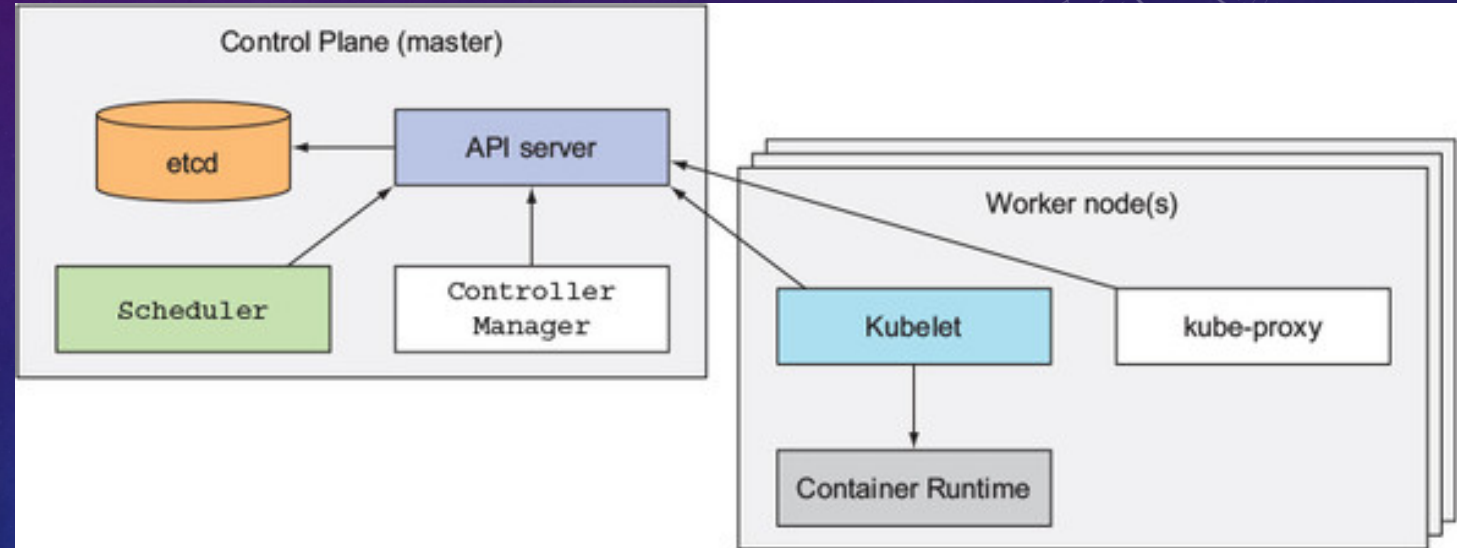 Control Plane (master)
etcd
API server
Scheduler
Controller
Manager
Worker node(s)
Kubelet
kube-proxy
Container Runtime